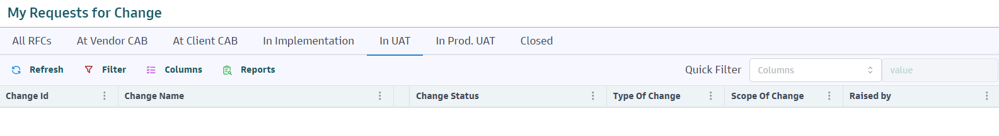 My Requests for Change
All RFCs At Vendor CAB At Client CAB In Implementation In UAT In Prod. UAT Closed
Refresh Filter Columns Reports Quick Filter Columns value
Change Id Change Name Change Status Type Of Change Scope Of Change Raised by